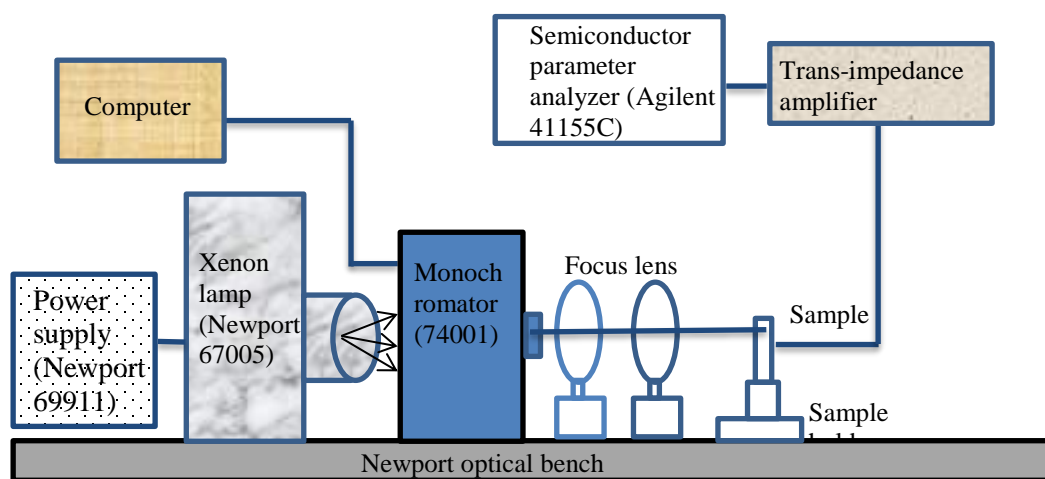 Computer
Semiconductor
parameter
analyzer (Agilent
41155C)
Trans-impedance
amplifier
Power
supply
(Newport
69911)
Xenon
lamp
(Newport
67005)
Monoch
romator
(74001)
Focus lens
Sample
Sample
Newport optical bench